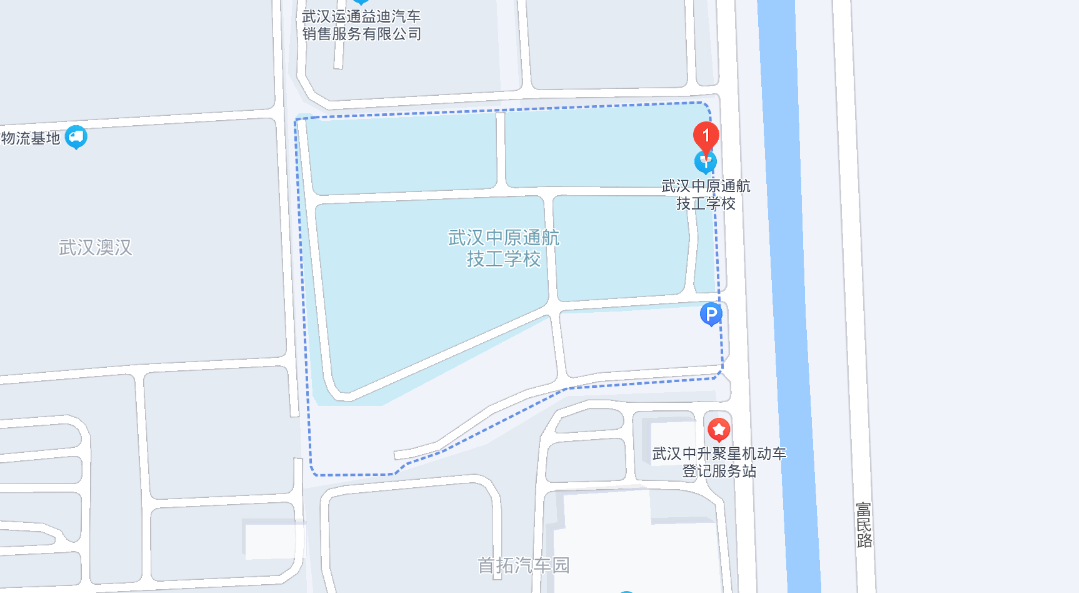 武汉运通益迪汽车
销售服务有限公司
物流基地
1
武汉中原通航
技工学校
武汉澳汉
武汉中原通航
技工学校
P
武汉中升聚星机动车
登记服务站
富民路
首拓汽车园